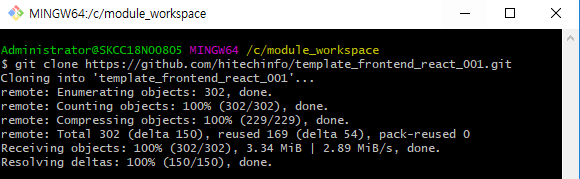 MINGW64:/c/module_workspace
Administrator@SKCC18N00805 MINGW64 /c/module_workspace
$ git clone https://github.com/hitechinfo/template_frontend_react_001.git
Cloning into 'template_frontend_react_001'...
remote: Enumerating objects: 302, done.
remote: Counting objects: 100% (302/302), done.
remote: Compressing objects: 100% (229/229), done.
remote: Total 302 (delta 150), reused 169 (delta 54), pack-reused 0
Receiving objects: 100% (302/302), 3.34 MiB | 2.89 MiB/s, done.
Resolving deltas: 100% (150/150), done.